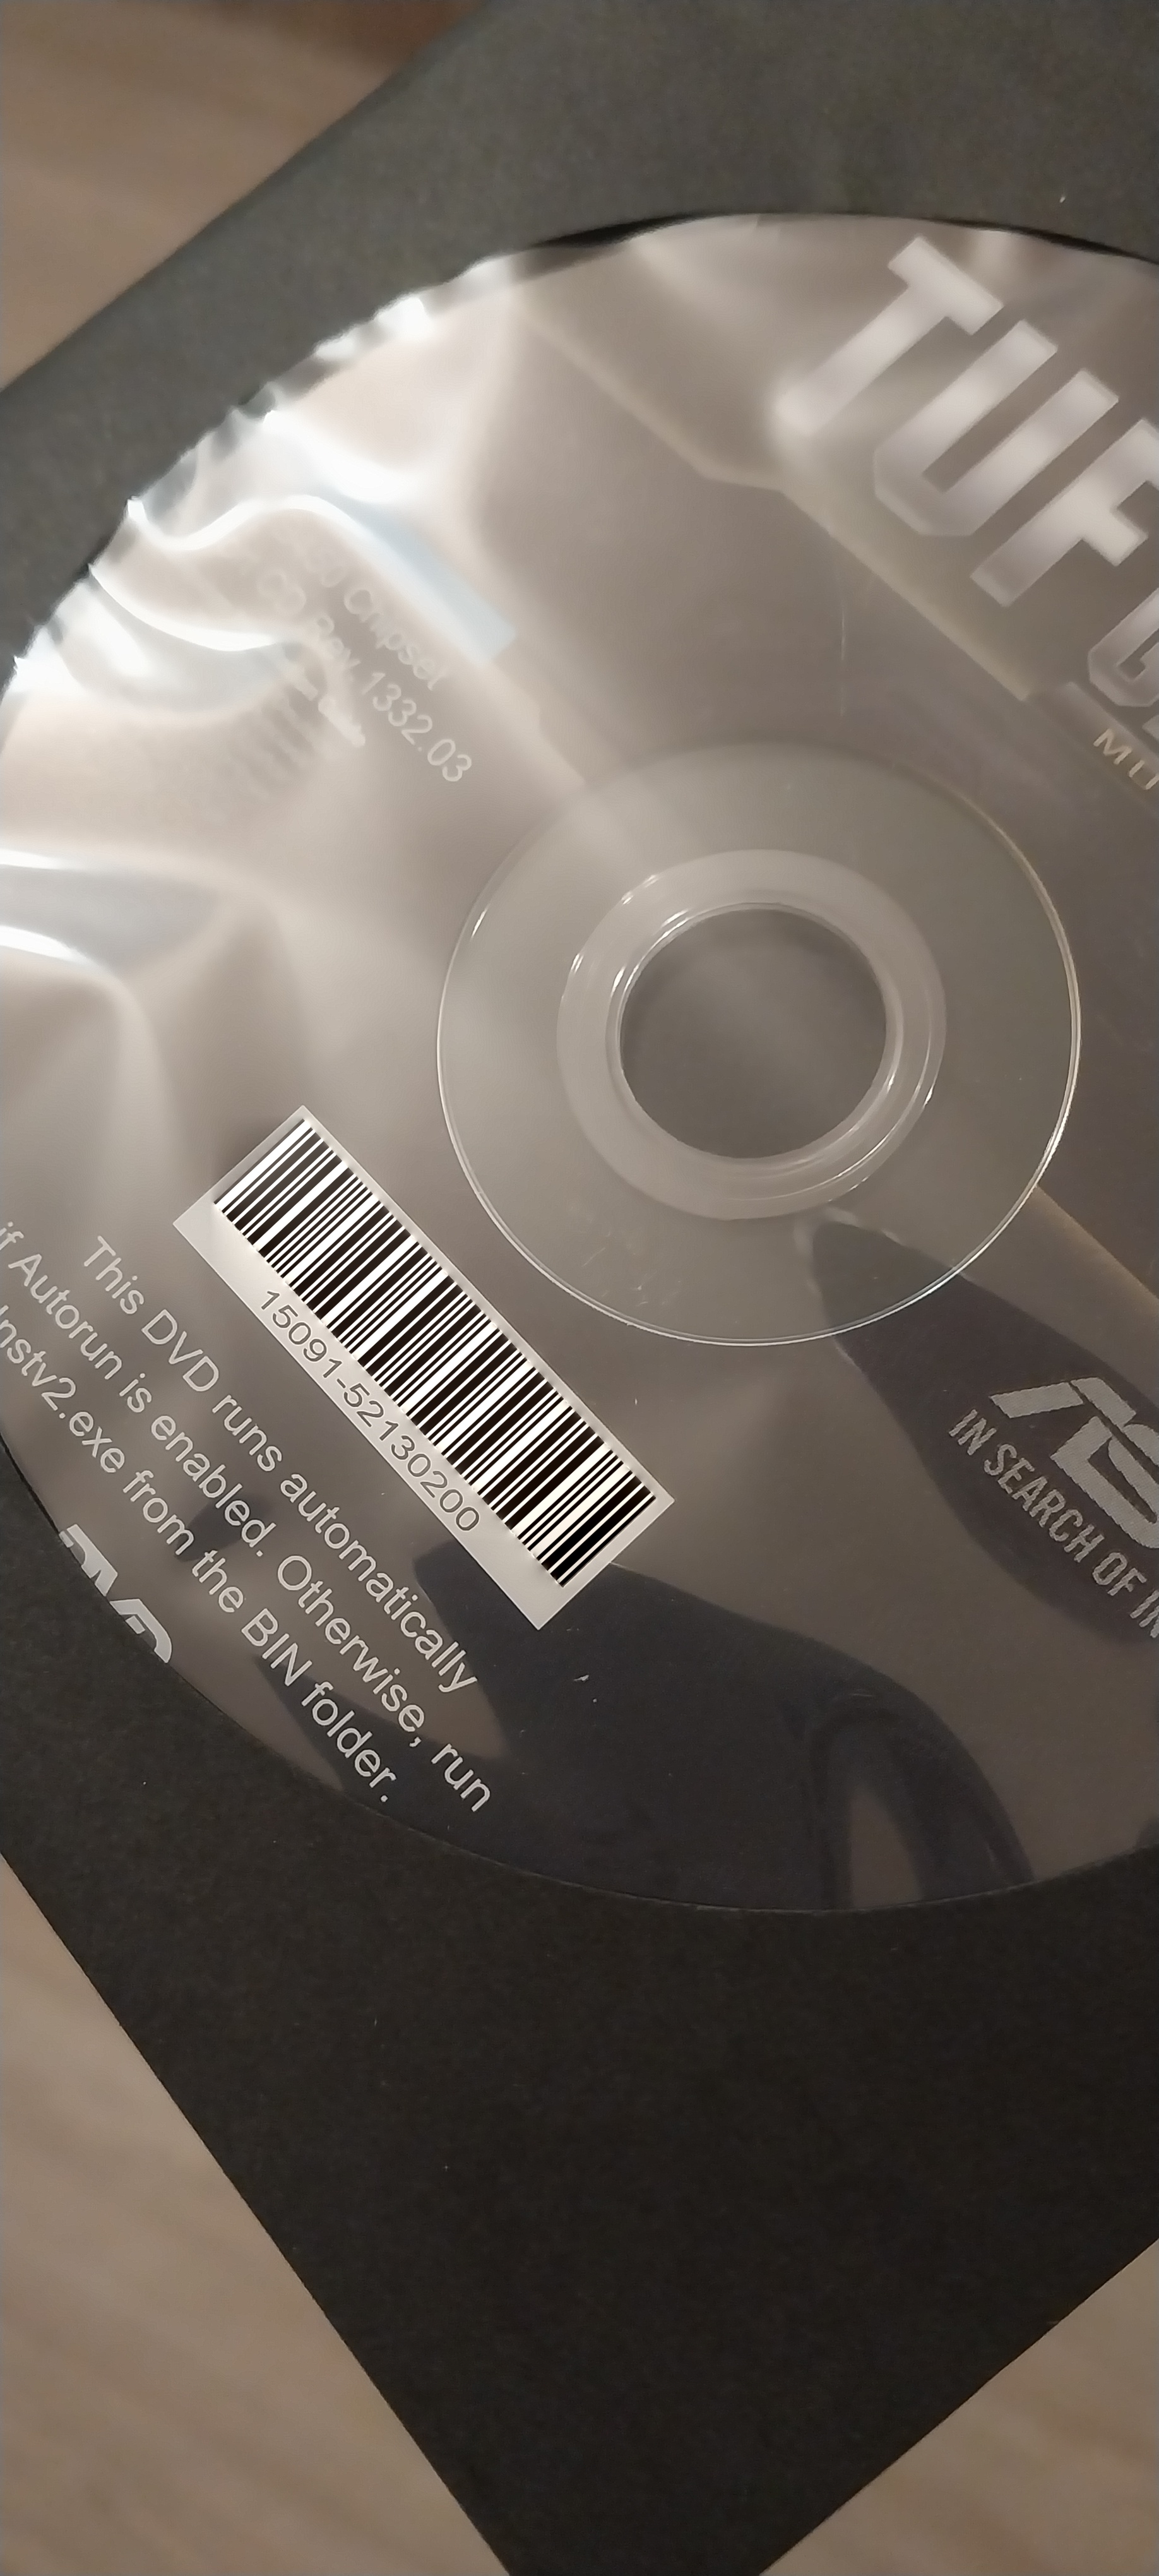 TUF
Chipset
CD Rev. 1332.03
15091-52130200
This DVD runs automatically
if Autorun is enabled. Otherwise, run
Instv2.exe from the BIN folder.
IN SEARCH OF IN